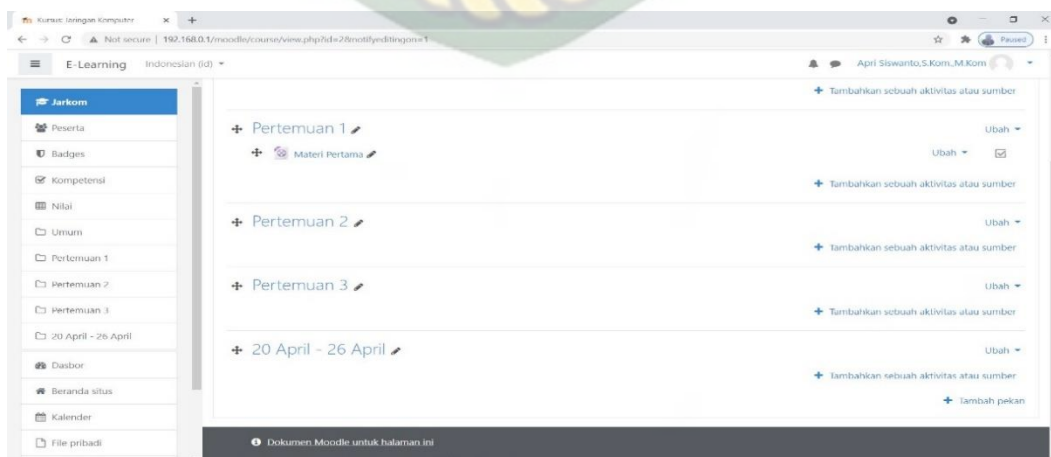 Kursus: Jaringan Komputer
Not secure | 192.168.0.1/moodle/course/view.php?id=2&notifyeditingon=1
Paused
E-Learning Indonesian (id)
Apri Siswanto,S.Kom.,M.Kom
Jarkom
Peserta
Badges
Kompetensi
Nilai
Umum
Pertemuan 1
Pertemuan 2
Pertemuan 3
20 April - 26 April
Dasbor
Beranda situs
Kalender
File pribadi
Tambahkan sebuah aktivitas atau sumber
Pertemuan 1 Ubah
Materi Pertama Ubah
Tambahkan sebuah aktivitas atau sumber
Pertemuan 2 Ubah
Tambahkan sebuah aktivitas atau sumber
Pertemuan 3 Ubah
Tambahkan sebuah aktivitas atau sumber
20 April - 26 April Ubah
Tambahkan sebuah aktivitas atau sumber
Tambah pekan
Dokumen Moodle untuk halaman ini